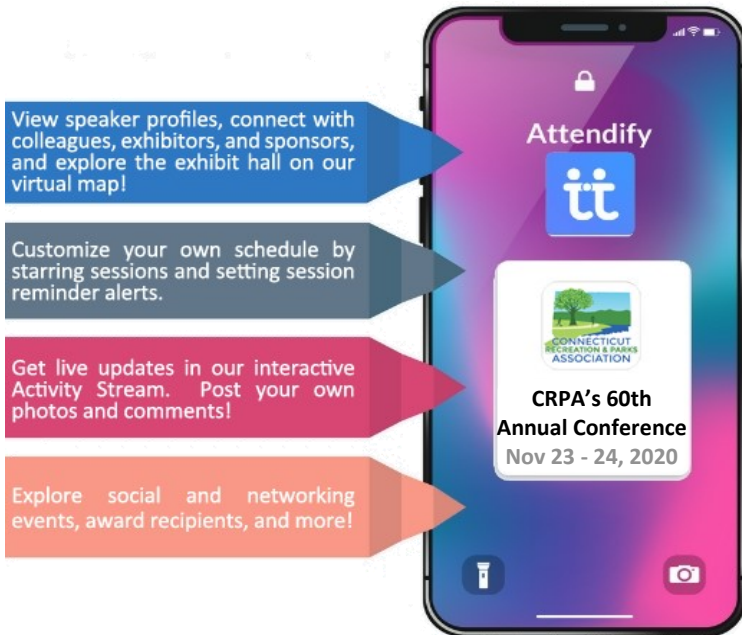 View speaker profiles, connect with
colleagues, exhibitors, and sponsors,
and explore the exhibit hall on our
virtual map!
Customize your own schedule by
starring sessions and setting session
reminder alerts.
Get live updates in our interactive
Activity Stream. Post your own
photos and comments!
Explore social and networking
events, award recipients, and more!
Attendify
CONNECTICUT
RECREATION & PARKS
ASSOCIATION
CRPA's 60th
Annual Conference
Nov 23 - 24, 2020